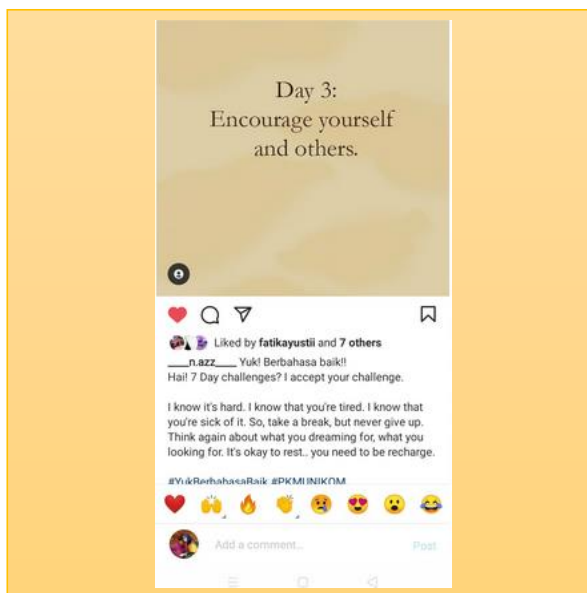 Day 3:
Encourage yourself
and others.
Liked by fatikayustii and 7 others
____n.azz____ Yuk! Berbahasa baik!!
Hai! 7 Day challenges? I accept your challenge.
I know it's hard. I know that you're tired. I know that
you're sick of it. So, take a break, but never give up.
Think again about what you dreaming for, what you
looking for. It's okay to rest.. you need to be recharge.
#YukBerbahasaBaik #PKMUNIKOM
Add a comment...
Post